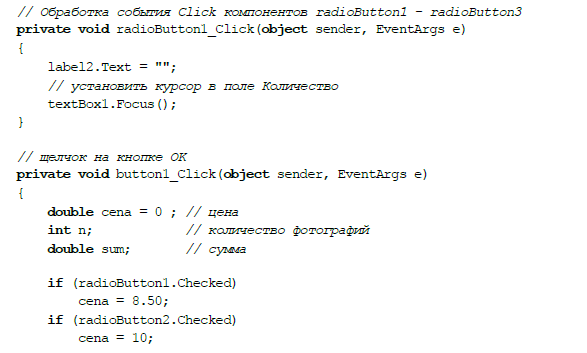 // Обработка события Click компонентов radioButton1 - radioButton3
private void radioButton1_Click(object sender, EventArgs e)
{
label2.Text = "";
// установить курсор в поле Количество
textBox1.Focus();
}
// щелчок на кнопке OK
private void button1_Click(object sender, EventArgs e)
{
double cena = 0 ; // цена
int n; // количество фотографий
double sum; // сумма
if (radioButton1.Checked)
cena = 8.50;
if (radioButton2.Checked)
cena = 10;